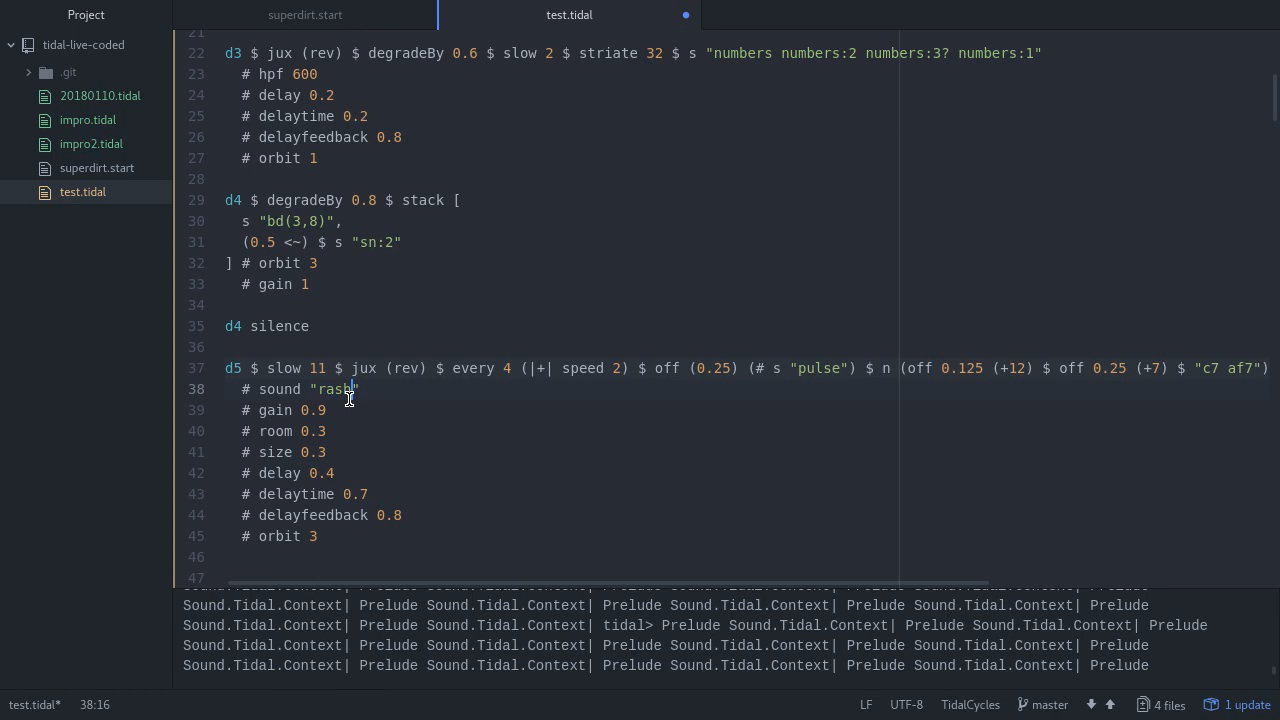 Project
superdirt.start
test.tidal
tidal-live-coded
.git
20180110.tidal
impro.tidal
impro2.tidal
superdirt.start
test.tidal
21
22 d3 $ jux (rev) $ degradeBy 0.6 $ slow 2 $ striate 32 $ s "numbers numbers:2 numbers:3? numbers:1"
23 # hpf 600
24 # delay 0.2
25 # delaytime 0.2
26 # delayfeedback 0.8
27 # orbit 1
28
29 d4 $ degradeBy 0.8 $ stack [
30 s "bd(3,8)",
31 (0.5 <~) $ s "sn:2"
32 ] # orbit 3
33 # gain 1
34
35 d4 silence
36
37 d5 $ slow 11 $ jux (rev) $ every 4 (|+| speed 2) $ off (0.25) (# s "pulse") $ n (off 0.125 (+12) $ off 0.25 (+7) $ "c7 af7")
38 # sound "rash"
39 # gain 0.9
40 # room 0.3
41 # size 0.3
42 # delay 0.4
43 # delaytime 0.7
44 # delayfeedback 0.8
45 # orbit 3
46
47
Sound.Tidal.Context| Prelude Sound.Tidal.Context| Prelude Sound.Tidal.Context| Prelude Sound.Tidal.Context| Prelude
Sound.Tidal.Context| Prelude Sound.Tidal.Context| tidal> Prelude Sound.Tidal.Context| Prelude Sound.Tidal.Context| Prelude
Sound.Tidal.Context| Prelude Sound.Tidal.Context| Prelude Sound.Tidal.Context| Prelude Sound.Tidal.Context| Prelude
Sound.Tidal.Context| Prelude Sound.Tidal.Context| Prelude Sound.Tidal.Context| Prelude Sound.Tidal.Context| Prelude
test.tidal* 38:16 LF UTF-8 TidalCycles master 4 files 1 update